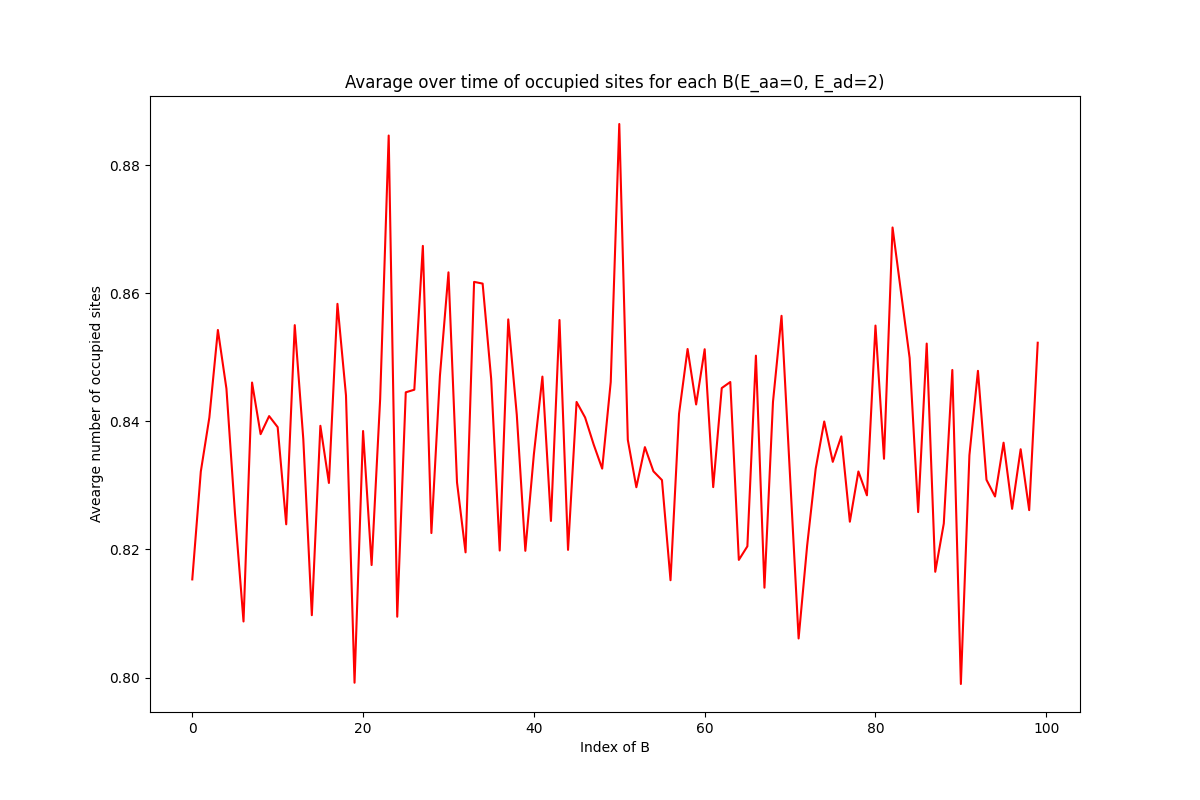 Avarage over time of occupied sites for each B(E_aa=0, E_ad=2)
0.88
0.86
0.84
0.82
0.80
Avearge number of occupied sites
0 20 40 60 80 100
Index of B